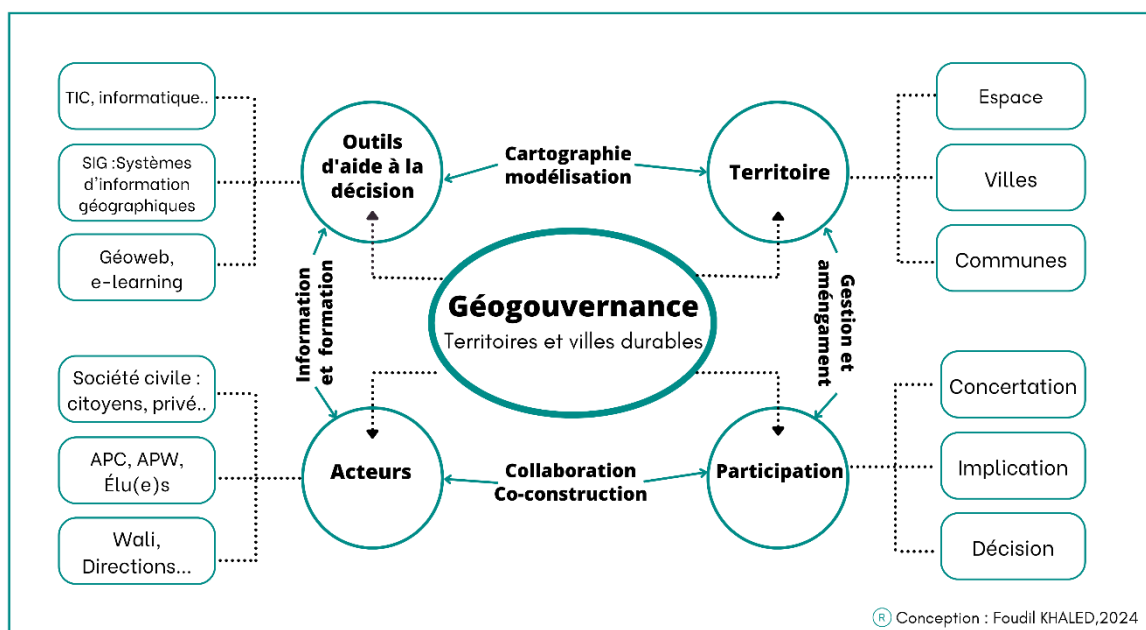 TIC, informatique..
SIG :Systèmes
d'information
géographiques
Géoweb,
e-learning
Outils
d'aide à la
décision
Cartographie
modélisation
Territoire
Espace
Villes
Communes
Information
et formation
Géogouvernance
Territoires et villes durables
Gestion et
améngament
Société civile :
citoyens, privé..
APC, APW,
Élu(e)s
Wali,
Directions...
Acteurs
Collaboration
Co-construction
Participation
Concertation
Implication
Décision
® Conception : Foudil KHALED,2024